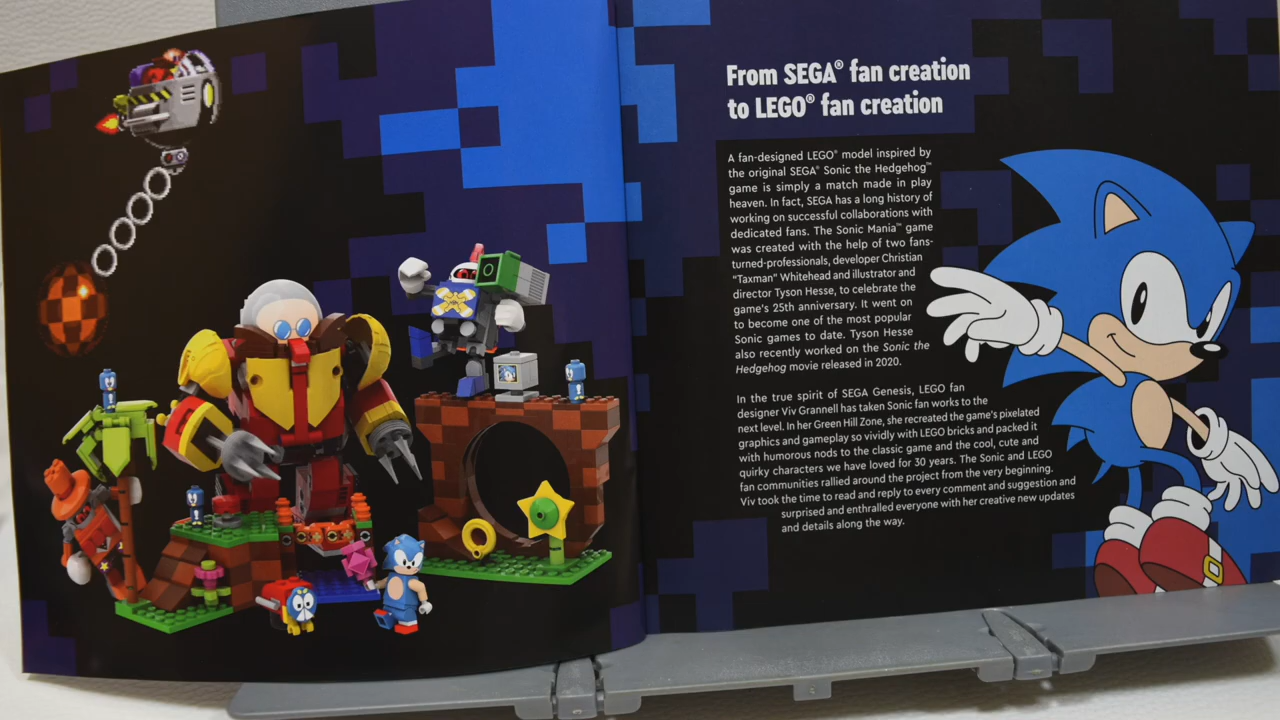 From SEGA® fan creation
to LEGO® fan creation
A fan-designed LEGO® model inspired by
the original SEGA® Sonic the Hedgehog™
game is simply a match made in play
heaven. In fact, SEGA has a long history of
working on successful collaborations with
dedicated fans. The Sonic Mania™ game
was created with the help of two fans-
turned-professionals, developer Christian
“Taxman” Whitehead and illustrator and
director Tyson Hesse, to celebrate the
game's 25th anniversary. It went on
to become one of the most popular
Sonic games to date. Tyson Hesse
also recently worked on the Sonic the
Hedgehog movie released in 2020.
In the true spirit of SEGA Genesis, LEGO fan
designer Viv Grannell has taken Sonic fan works to the
next level. In her Green Hill Zone, she recreated the game's pixelated
graphics and gameplay so vividly with LEGO bricks and packed it
with humorous nods to the classic game and the cool, cute and
quirky characters we have loved for 30 years. The Sonic and LEGO
fan communities rallied around the project from the very beginning.
Viv took the time to read and reply to every comment and suggestion and
surprised and enthralled everyone with her creative new updates
and details along the way.